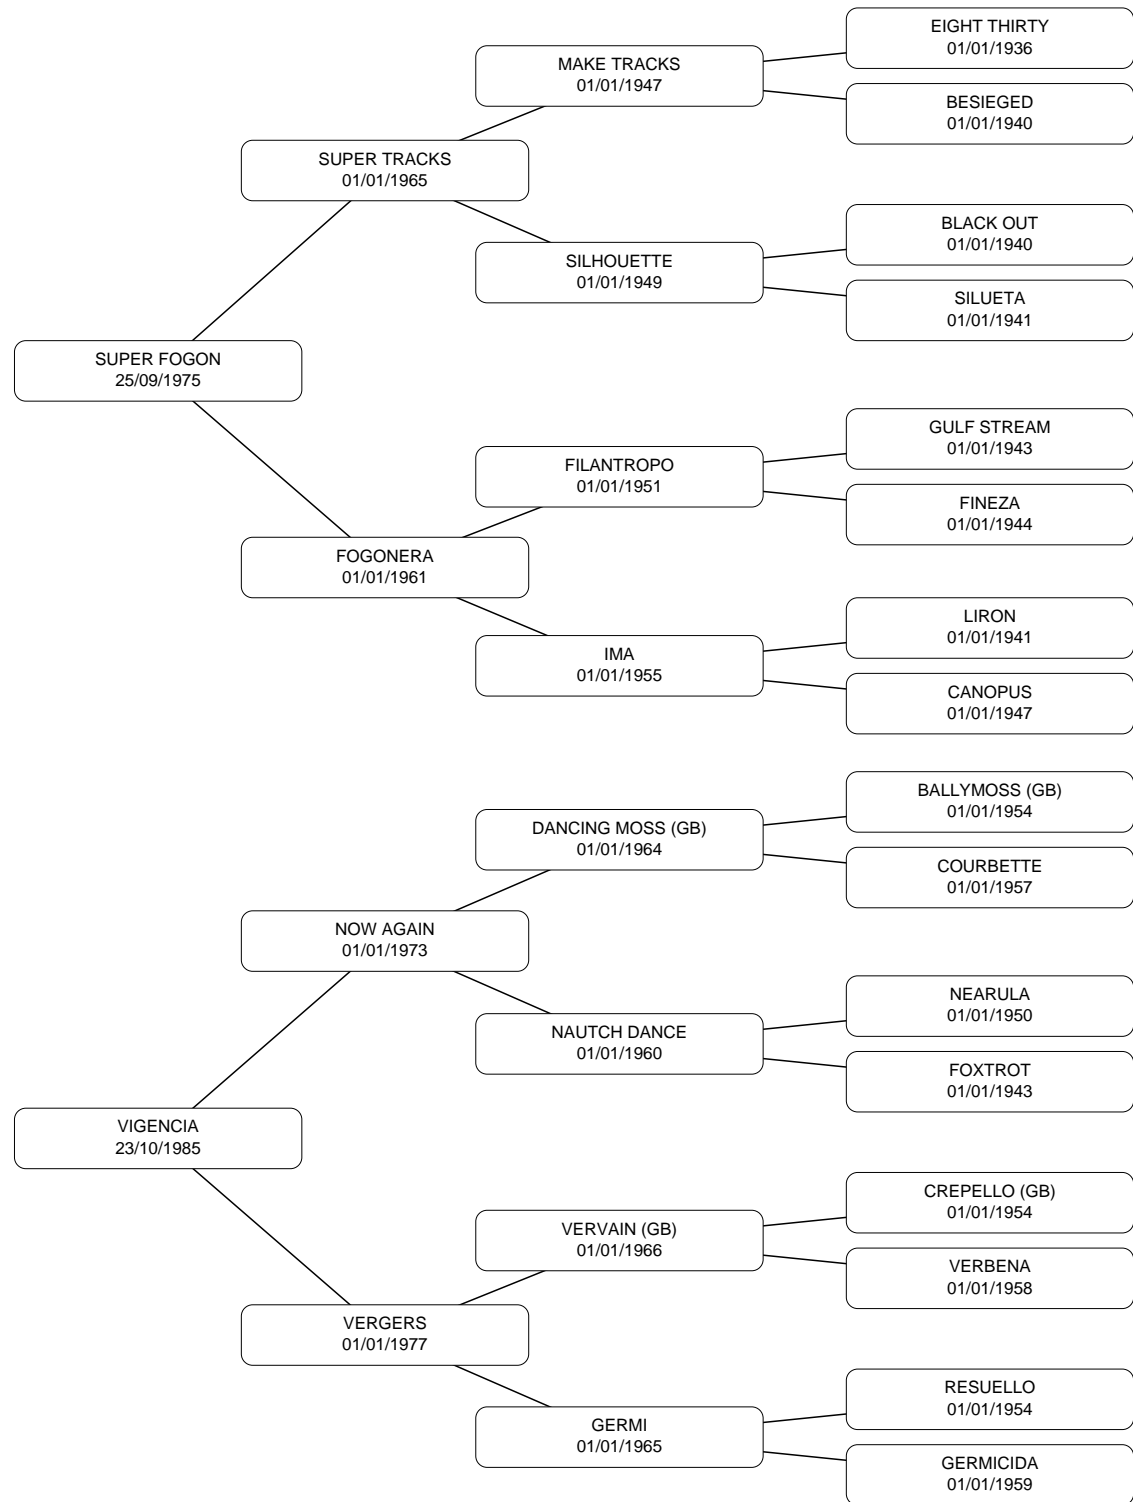 EIGHT THIRTY
01/01/1936
MAKE TRACKS
01/01/1947
BESIEGED
01/01/1940
SUPER TRACKS
01/01/1965
BLACK OUT
01/01/1940
SILHOUETTE
01/01/1949
SILUETA
01/01/1941
SUPER FOGON
25/09/1975
GULF STREAM
01/01/1943
FILANTROPO
01/01/1951
FINEZA
01/01/1944
FOGONERA
01/01/1961
LIRON
01/01/1941
IMA
01/01/1955
CANOPUS
01/01/1947
BALLYMOSS (GB)
01/01/1954
DANCING MOSS (GB)
01/01/1964
COURBETTE
01/01/1957
NOW AGAIN
01/01/1973
NEARULA
01/01/1950
NAUTCH DANCE
01/01/1960
FOXTROT
01/01/1943
VIGENCIA
23/10/1985
CREPELLO (GB)
01/01/1954
VERVAIN (GB)
01/01/1966
VERBENA
01/01/1958
VERGERS
01/01/1977
RESUELLO
01/01/1954
GERMI
01/01/1965
GERMICIDA
01/01/1959